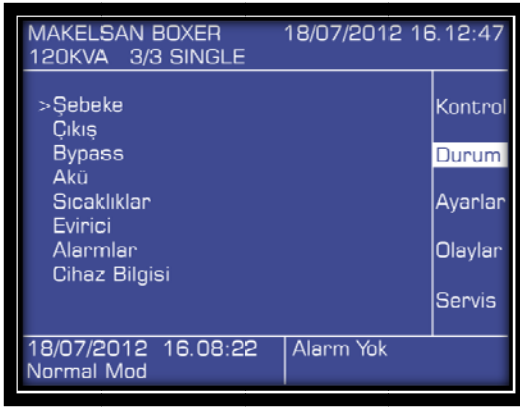 MAKELSAN BOXER 18/07/2012 16.12:47
120KVA 3/3 SINGLE
>Şebeke
Çıkış
Bypass
Akü
Sıcaklıklar
Evirici
Alarmlar
Cihaz Bilgisi
Kontrol
Durum
Ayarlar
Olaylar
Servis
18/07/2012 16.08:22
Normal Mod
Alarm Yok